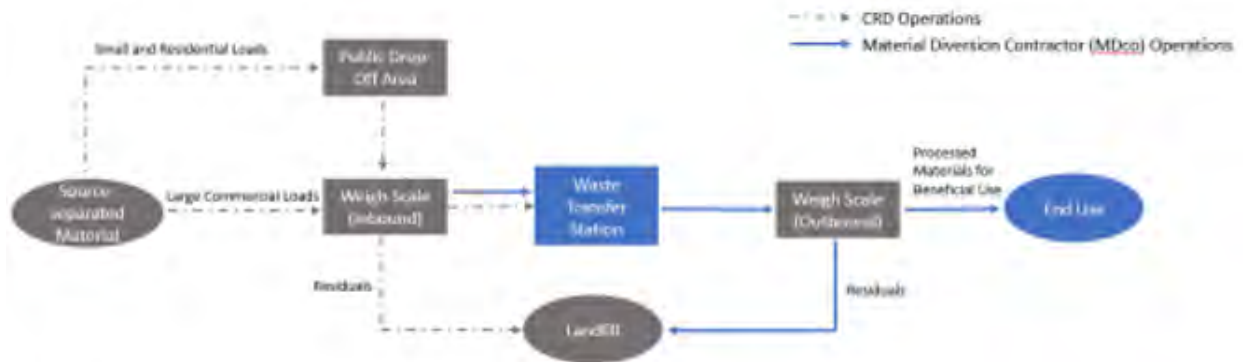 CRD Operations
Material Diversion Contractor (MDco) Operations
Small and Residential Loads
Public Drop
Off Area
Source
separated
Material
Large Commercial Loads
Weigh Scale
(Inbound)
Waste
Transfer
Station
Weigh Scale
(Outbound)
Processed
Materials for
Beneficial Use
End Use
Residuals
Landfill
Residuals